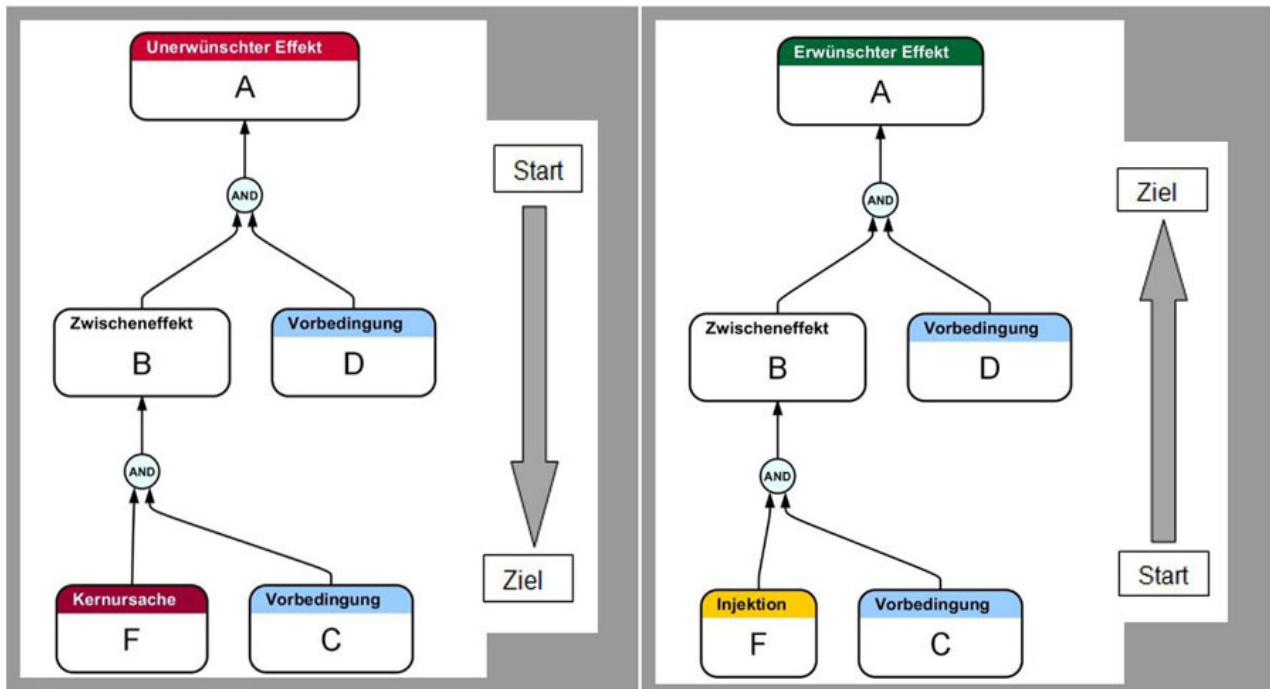 Unerwünschter Effekt
A
Start
AND
Zwischeneffekt
B
Vorbedingung
D
AND
Ziel
Kernursache
F
Vorbedingung
C
Erwünschter Effekt
A
Ziel
AND
Zwischeneffekt
B
Vorbedingung
D
AND
Start
Injektion
F
Vorbedingung
C